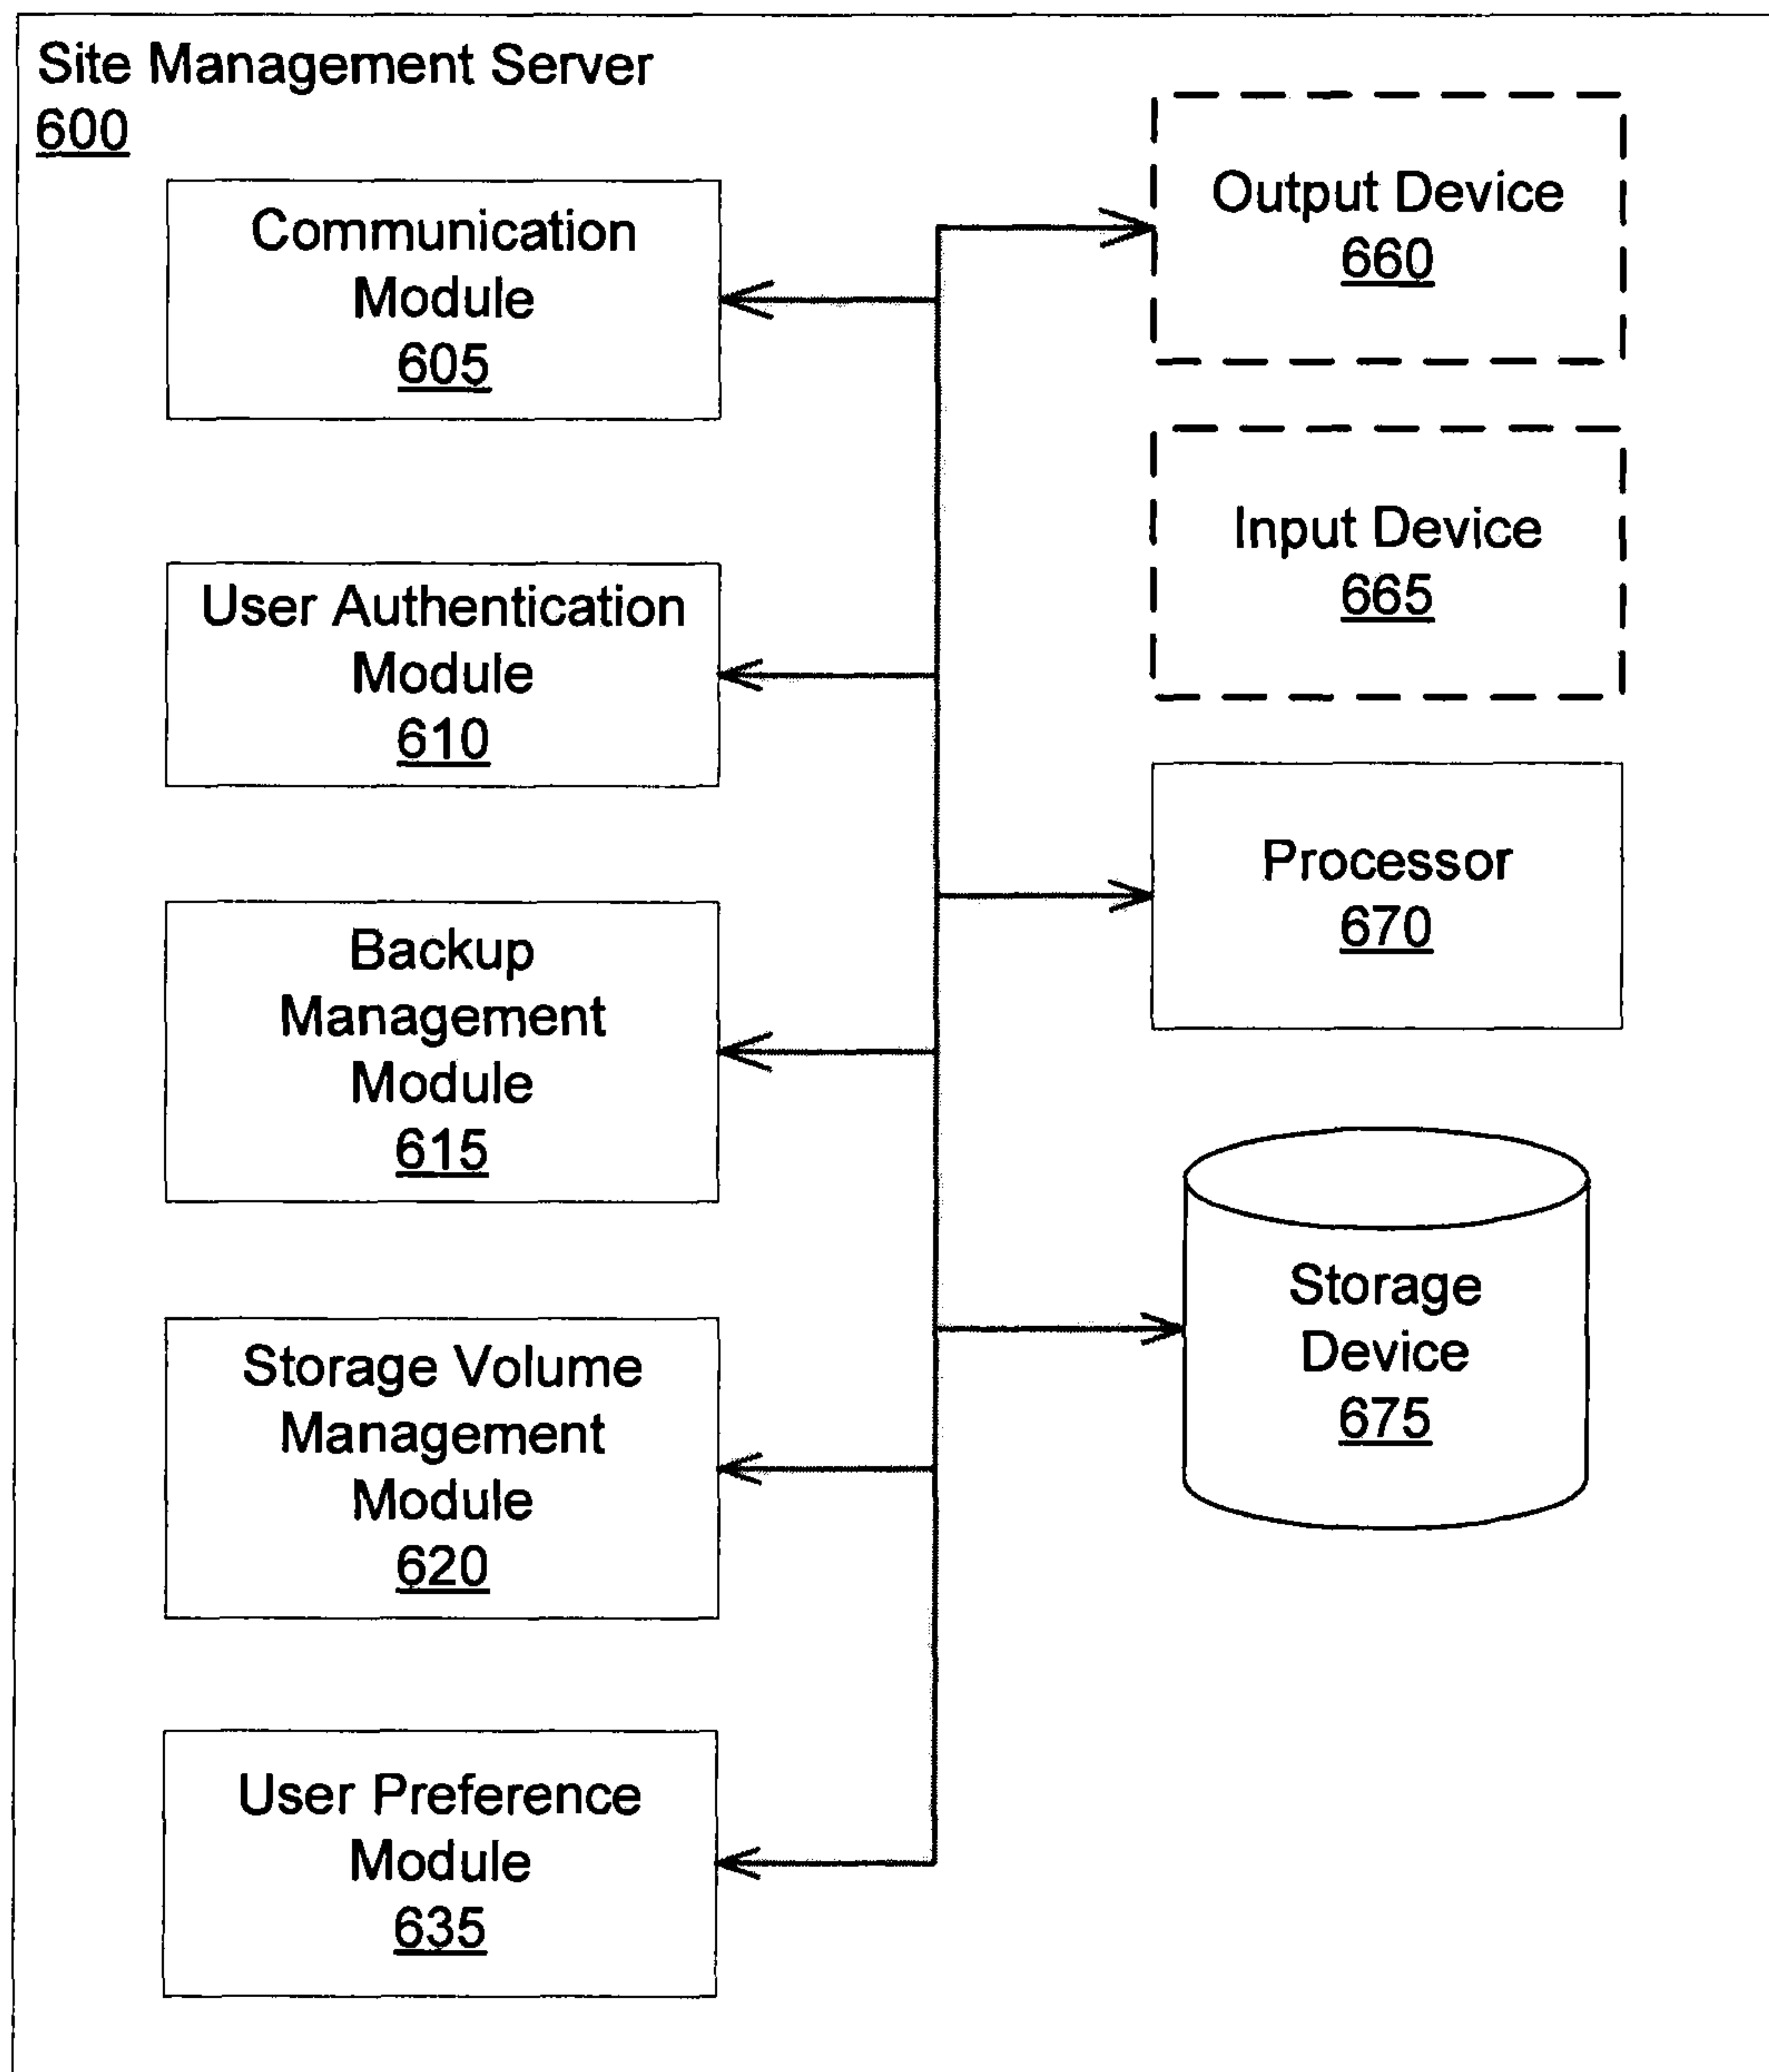 Site Management Server
600
Communication
Module
605
User Authentication
Module
610
Backup
Management
Module
615
Storage Volume
Management
Module
620
User Preference
Module
635
Output Device
660
Input Device
665
Processor
670
Storage
Device
675